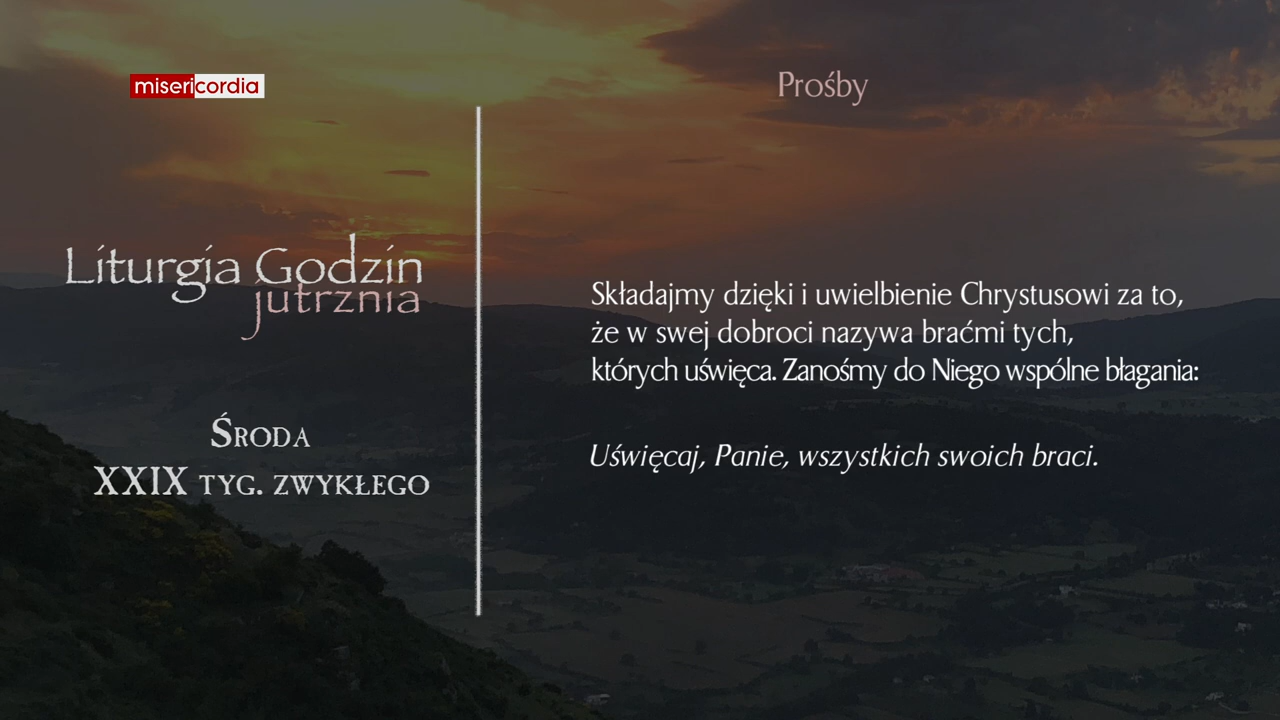 misericordia
Prośby
Liturgia Godzin
jutrznia
Środa
XXIX tyg. zwykłego
Składajmy dzięki i uwielbienie Chrystusowi za to,
że w swej dobroci nazywa braćmi tych,
których uświęca. Zanośmy do Niego wspólne błagania:
Uświęcaj, Panie, wszystkich swoich braci.